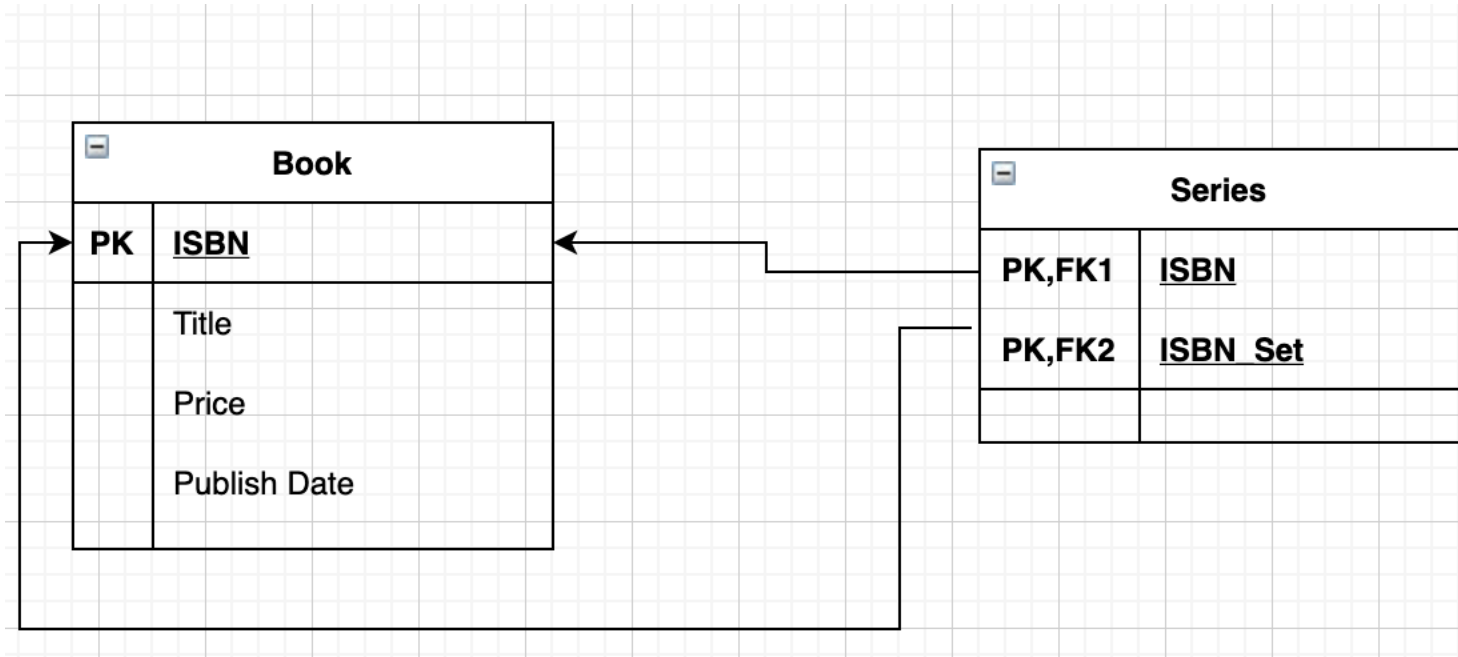 Book
PK ISBN
Title
Price
Publish Date
Series
PK,FK1 ISBN
PK,FK2 ISBN_Set